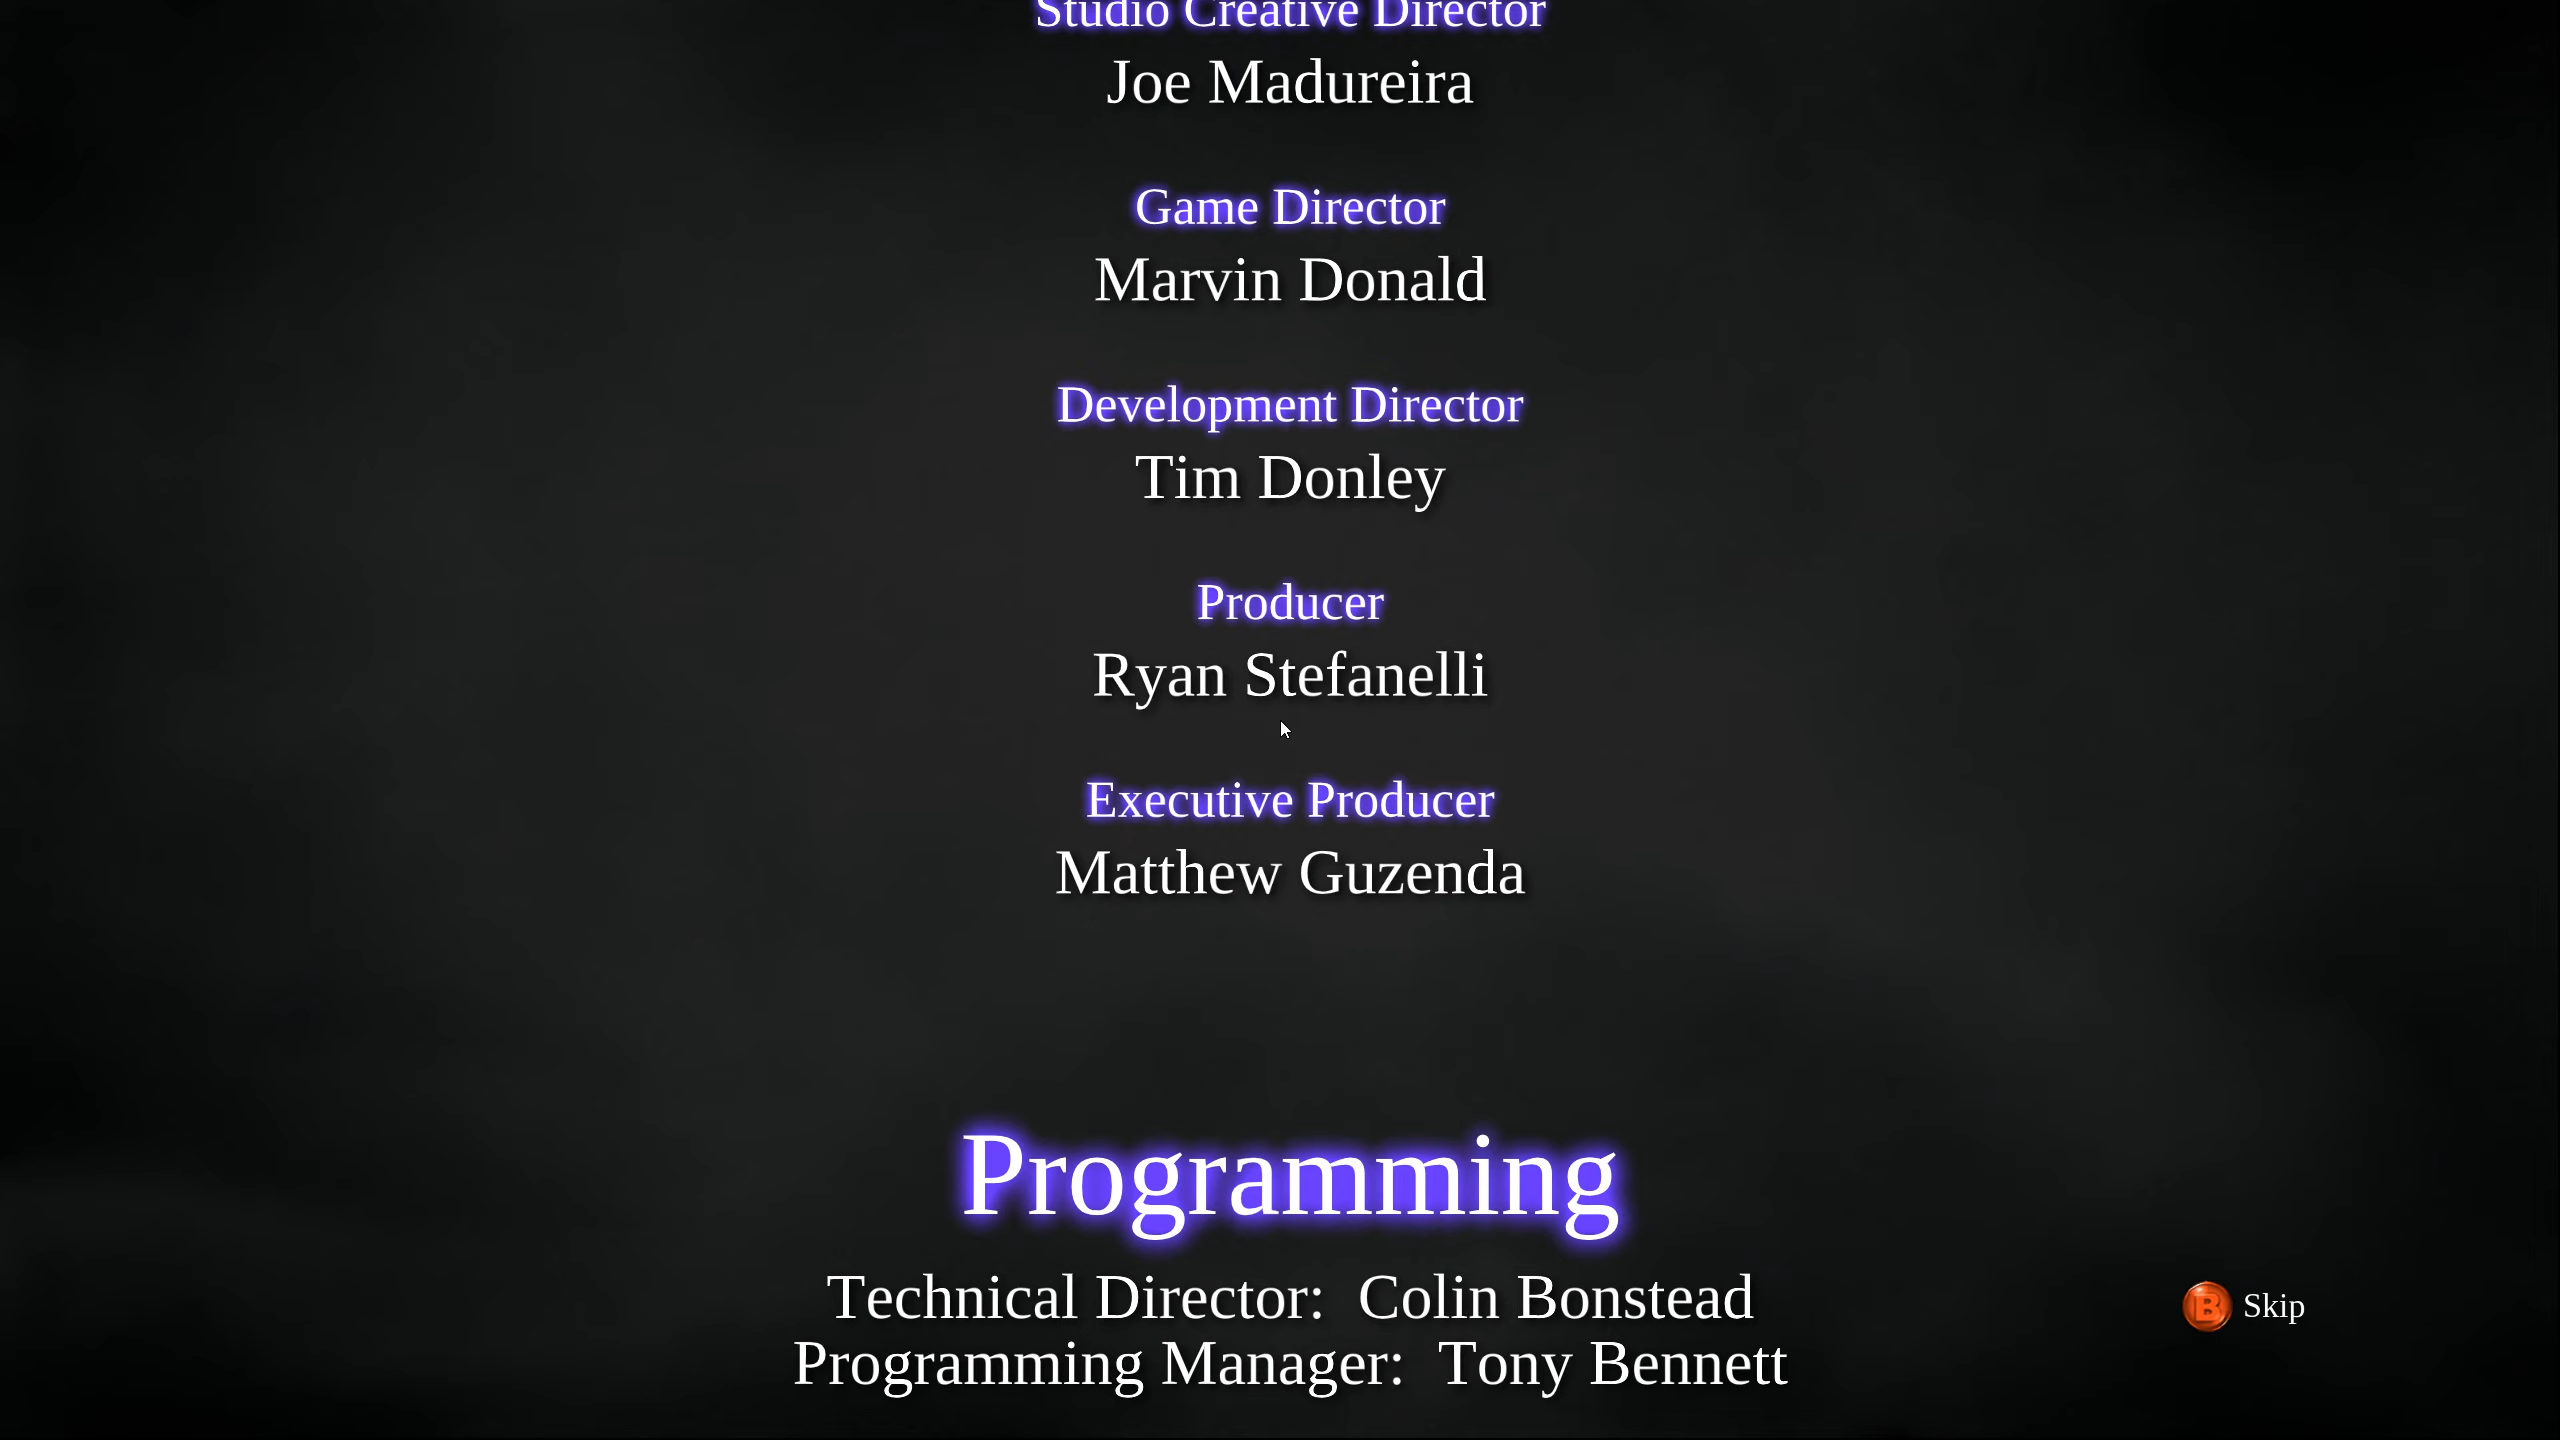 Studio Creative Director
Joe Madureira
Game Director
Marvin Donald
Development Director
Tim Donley
Producer
Ryan Stefanelli
Executive Producer
Matthew Guzenda
Programming
Technical Director:  Colin Bonstead
Programming Manager:  Tony Bennett
B Skip